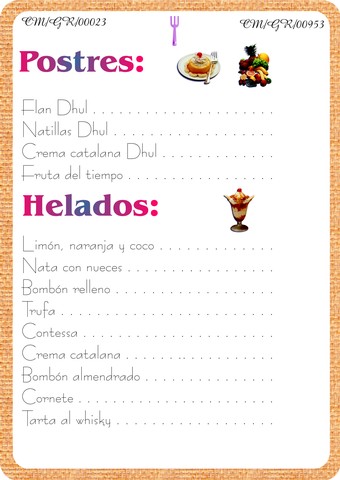 CM/GR/00023
CM/GR/00953
Postres:
Flan Dhul . . . . . . . . . . . . . . . . . . . . . .
Natillas Dhul . . . . . . . . . . . . . . . . . . . .
Crema catalana Dhul . . . . . . . . . . . . . .
Fruta del tiempo . . . . . . . . . . . . . . . . . .
Helados:
Limón, naranja y coco . . . . . . . . . . . . . .
Nata con nueces . . . . . . . . . . . . . . . . . .
Bombón relleno . . . . . . . . . . . . . . . . . . .
Trufa . . . . . . . . . . . . . . . . . . . . . . . . . .
Contessa . . . . . . . . . . . . . . . . . . . . . . .
Crema catalana . . . . . . . . . . . . . . . . . .
Bombón almendrado . . . . . . . . . . . . . . .
Cornete . . . . . . . . . . . . . . . . . . . . . . . .
Tarta al whisky . . . . . . . . . . . . . . . . . . .